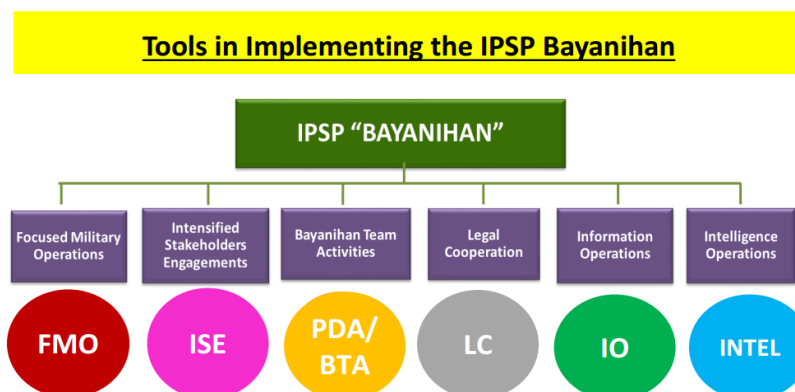 Tools in Implementing the IPSP Bayanihan
IPSP “BAYANIHAN”
Focused Military
Operations
Intensified
Stakeholders
Engagements
Bayanihan Team
Activities
Legal
Cooperation
Information
Operations
Intelligence
Operations
FMO
ISE
PDA/
BTA
LC
IO
INTEL